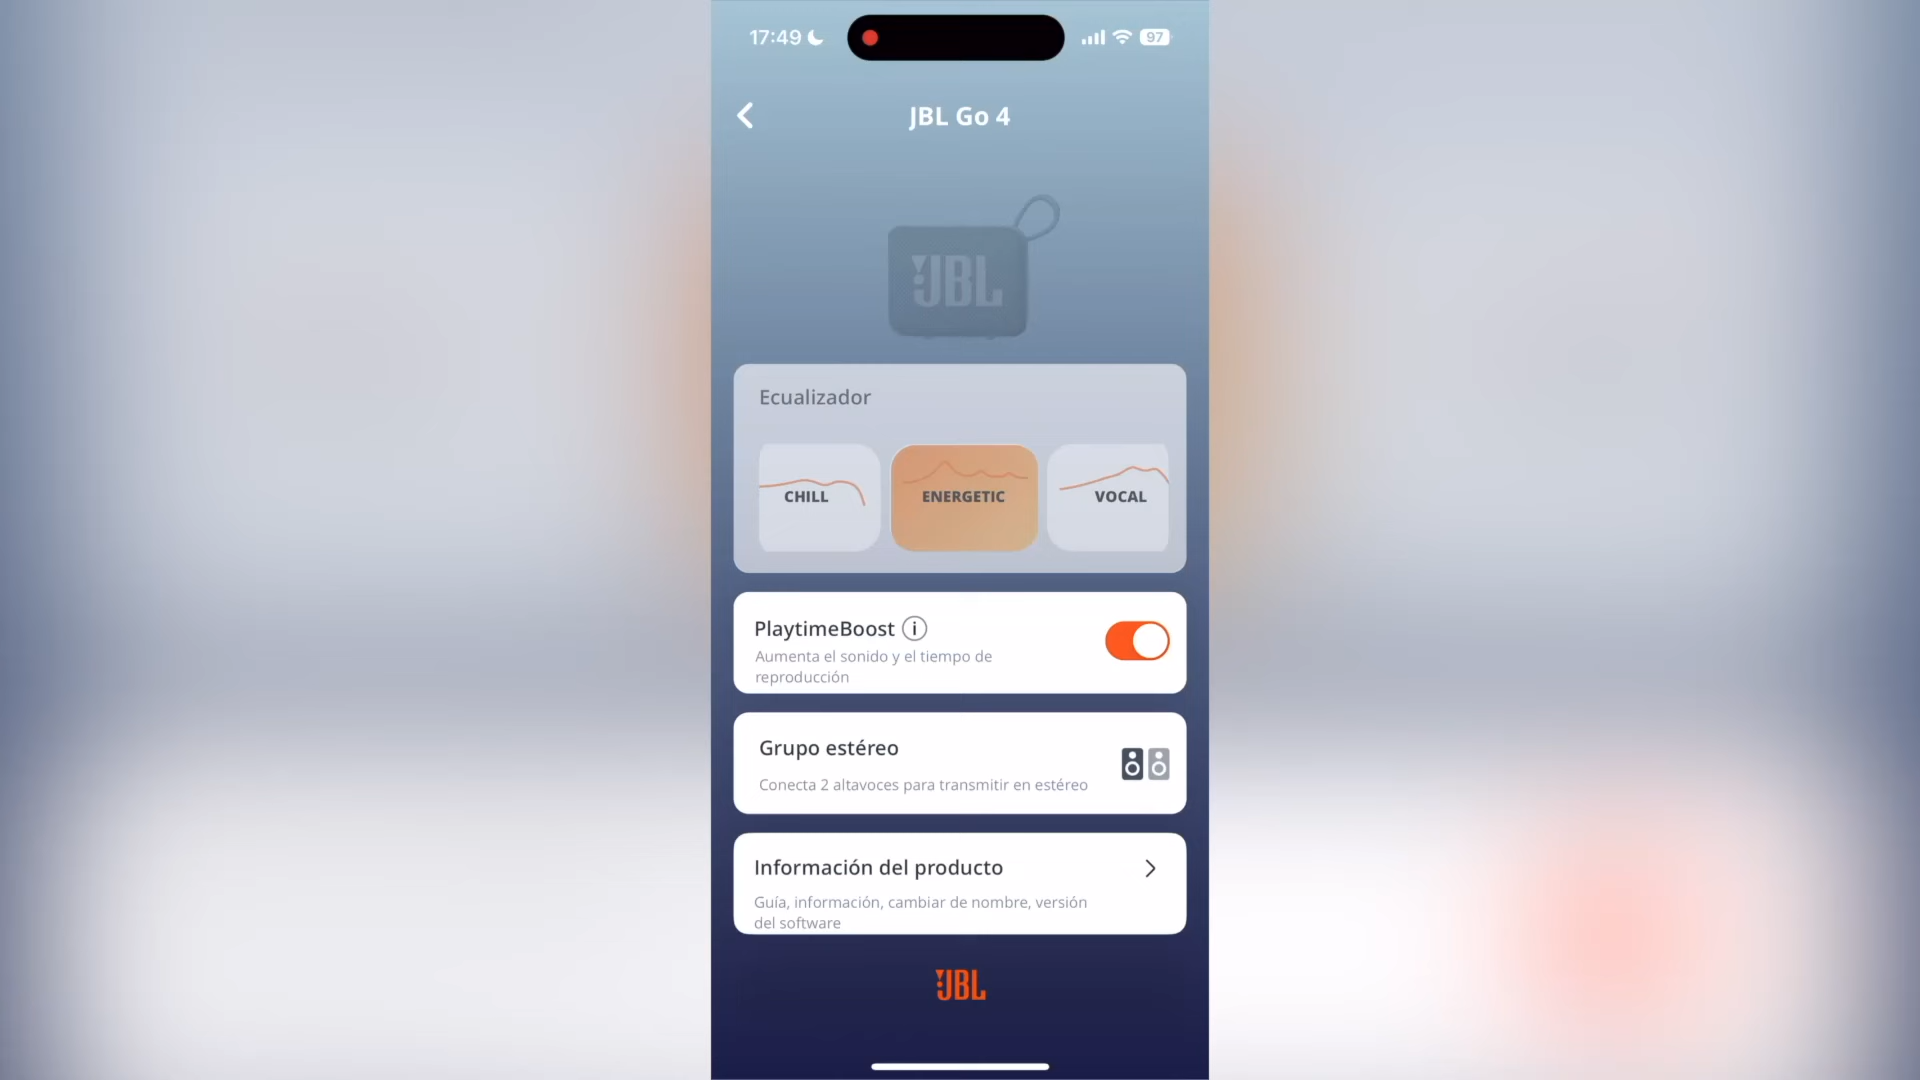 17:49
97
JBL Go 4
JBL
Ecualizador
CHILL
ENERGETIC
VOCAL
PlaytimeBoost i
Aumenta el sonido y el tiempo de
reproducción
Grupo estéreo
Conecta 2 altavoces para transmitir en estéreo
Información del producto
Guía, información, cambiar de nombre, versión
del software
JBL